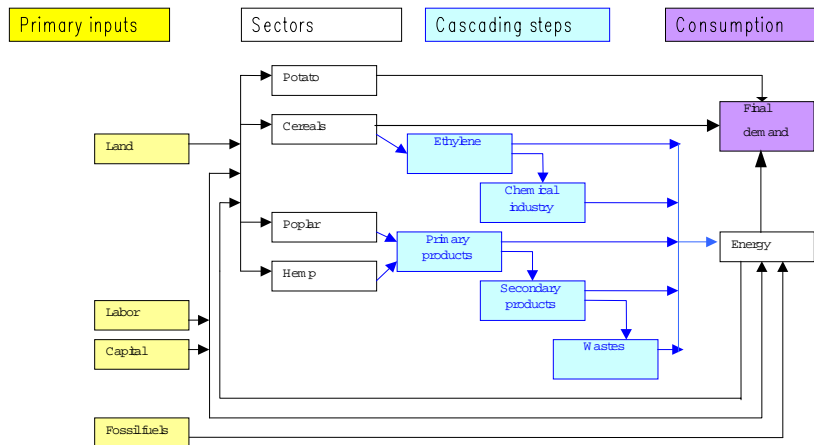 Primary inputs
Sectors
Cascading steps
Consumption
Potato
Cereals
Final
demand
Land
Ethylene
Chemical
industry
Poplar
Primary
products
Energy
Hemp
Secondary
products
Labor
Capital
Wastes
Fossilfuels